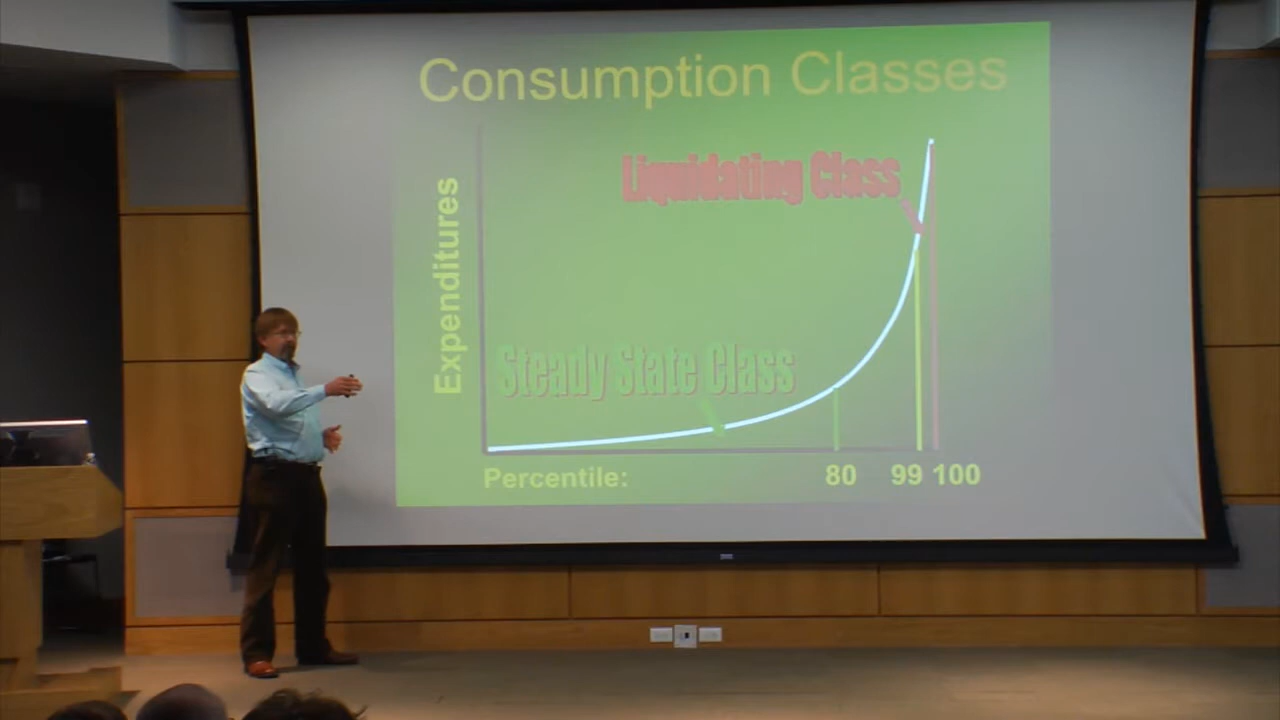 Consumption Classes
Liquidating Class
Expenditures
Steady State Class
Percentile: 80 99 100